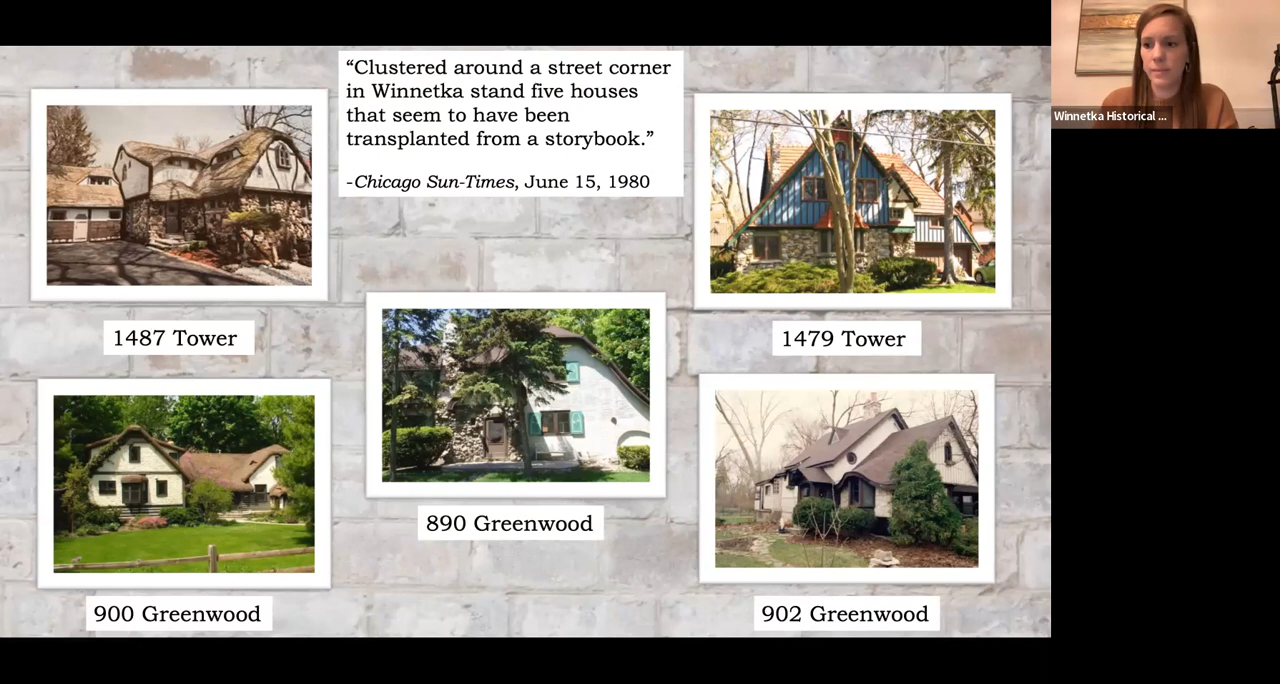 “Clustered around a street corner
in Winnetka stand five houses
that seem to have been
transplanted from a storybook.”
-Chicago Sun-Times, June 15, 1980
1487 Tower
1479 Tower
890 Greenwood
900 Greenwood
902 Greenwood
Winnetka Historical ...